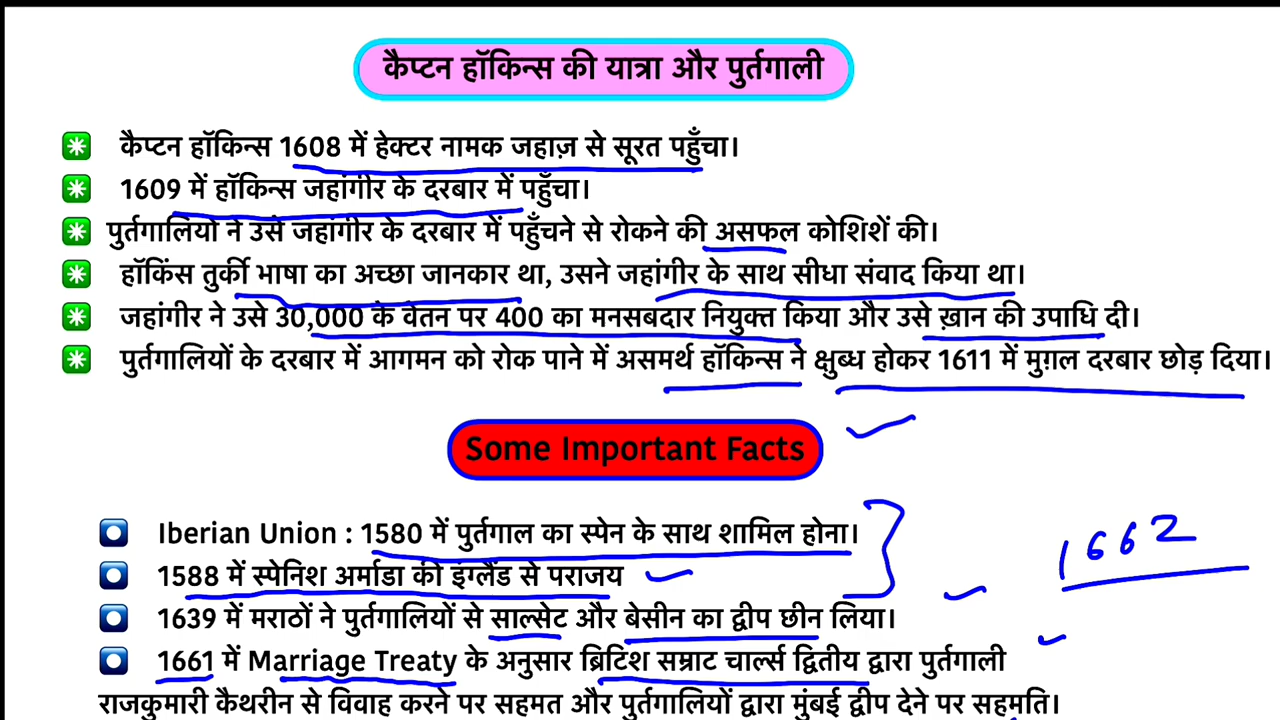 कैप्टन हॉकिन्स की यात्रा और पुर्तगाली
कैप्टन हॉकिन्स 1608 में हेक्टर नामक जहाज़ से सूरत पहुँचा।
1609 में हॉकिन्स जहांगीर के दरबार में पहुँचा।
पुर्तगालियो ने उसे जहांगीर के दरबार में पहुँचने से रोकने की असफल कोशिशें की।
हॉकिंस तुर्की भाषा का अच्छा जानकार था, उसने जहांगीर के साथ सीधा संवाद किया था।
जहांगीर ने उसे 30,000 के वेतन पर 400 का मनसबदार नियुक्त किया और उसे ख़ान की उपाधि दी।
पुर्तगालियों के दरबार में आगमन को रोक पाने में असमर्थ हॉकिन्स ने क्षुब्ध होकर 1611 में मुग़ल दरबार छोड़ दिया।
Some Important Facts
Iberian Union : 1580 में पुर्तगाल का स्पेन के साथ शामिल होना।
1662
1588 में स्पेनिश अर्माडा की इंग्लैंड से पराजय
1639 में मराठों ने पुर्तगालियों से साल्सेट और बेसीन का द्वीप छीन लिया।
1661 में Marriage Treaty के अनुसार ब्रिटिश सम्राट चार्ल्स द्वितीय द्वारा पुर्तगाली
राजकुमारी कैथरीन से विवाह करने पर सहमत और पुर्तगालियों द्वारा मुंबई द्वीप देने पर सहमति।